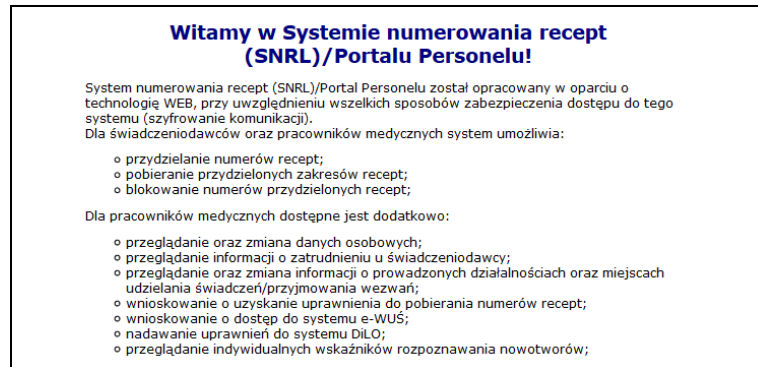 Witamy w Systemie numerowania recept
(SNRL)/Portalu Personelu!
System numerowania recept (SNRL)/Portal Personelu został opracowany w oparciu o
technologię WEB, przy uwzględnieniu wszelkich sposobów zabezpieczenia dostępu do tego
systemu (szyfrowanie komunikacji).
Dla świadczeniodawców oraz pracowników medycznych system umożliwia:
przydzielanie numerów recept;
pobieranie przydzielonych zakresów recept;
blokowanie numerów przydzielonych recept;
Dla pracowników medycznych dostępne jest dodatkowo:
przeglądanie oraz zmiana danych osobowych;
przeglądanie informacji o zatrudnieniu u świadczeniodawcy;
przeglądanie oraz zmiana informacji o prowadzonych działalnościach oraz miejscach
udzielania świadczeń/przyjmowania wezwań;
wnioskowanie o uzyskanie uprawnienia do pobierania numerów recept;
wnioskowanie o dostęp do systemu e-WUŚ;
nadawanie uprawnień do systemu DiLO;
przeglądanie indywidualnych wskaźników rozpoznawania nowotworów;